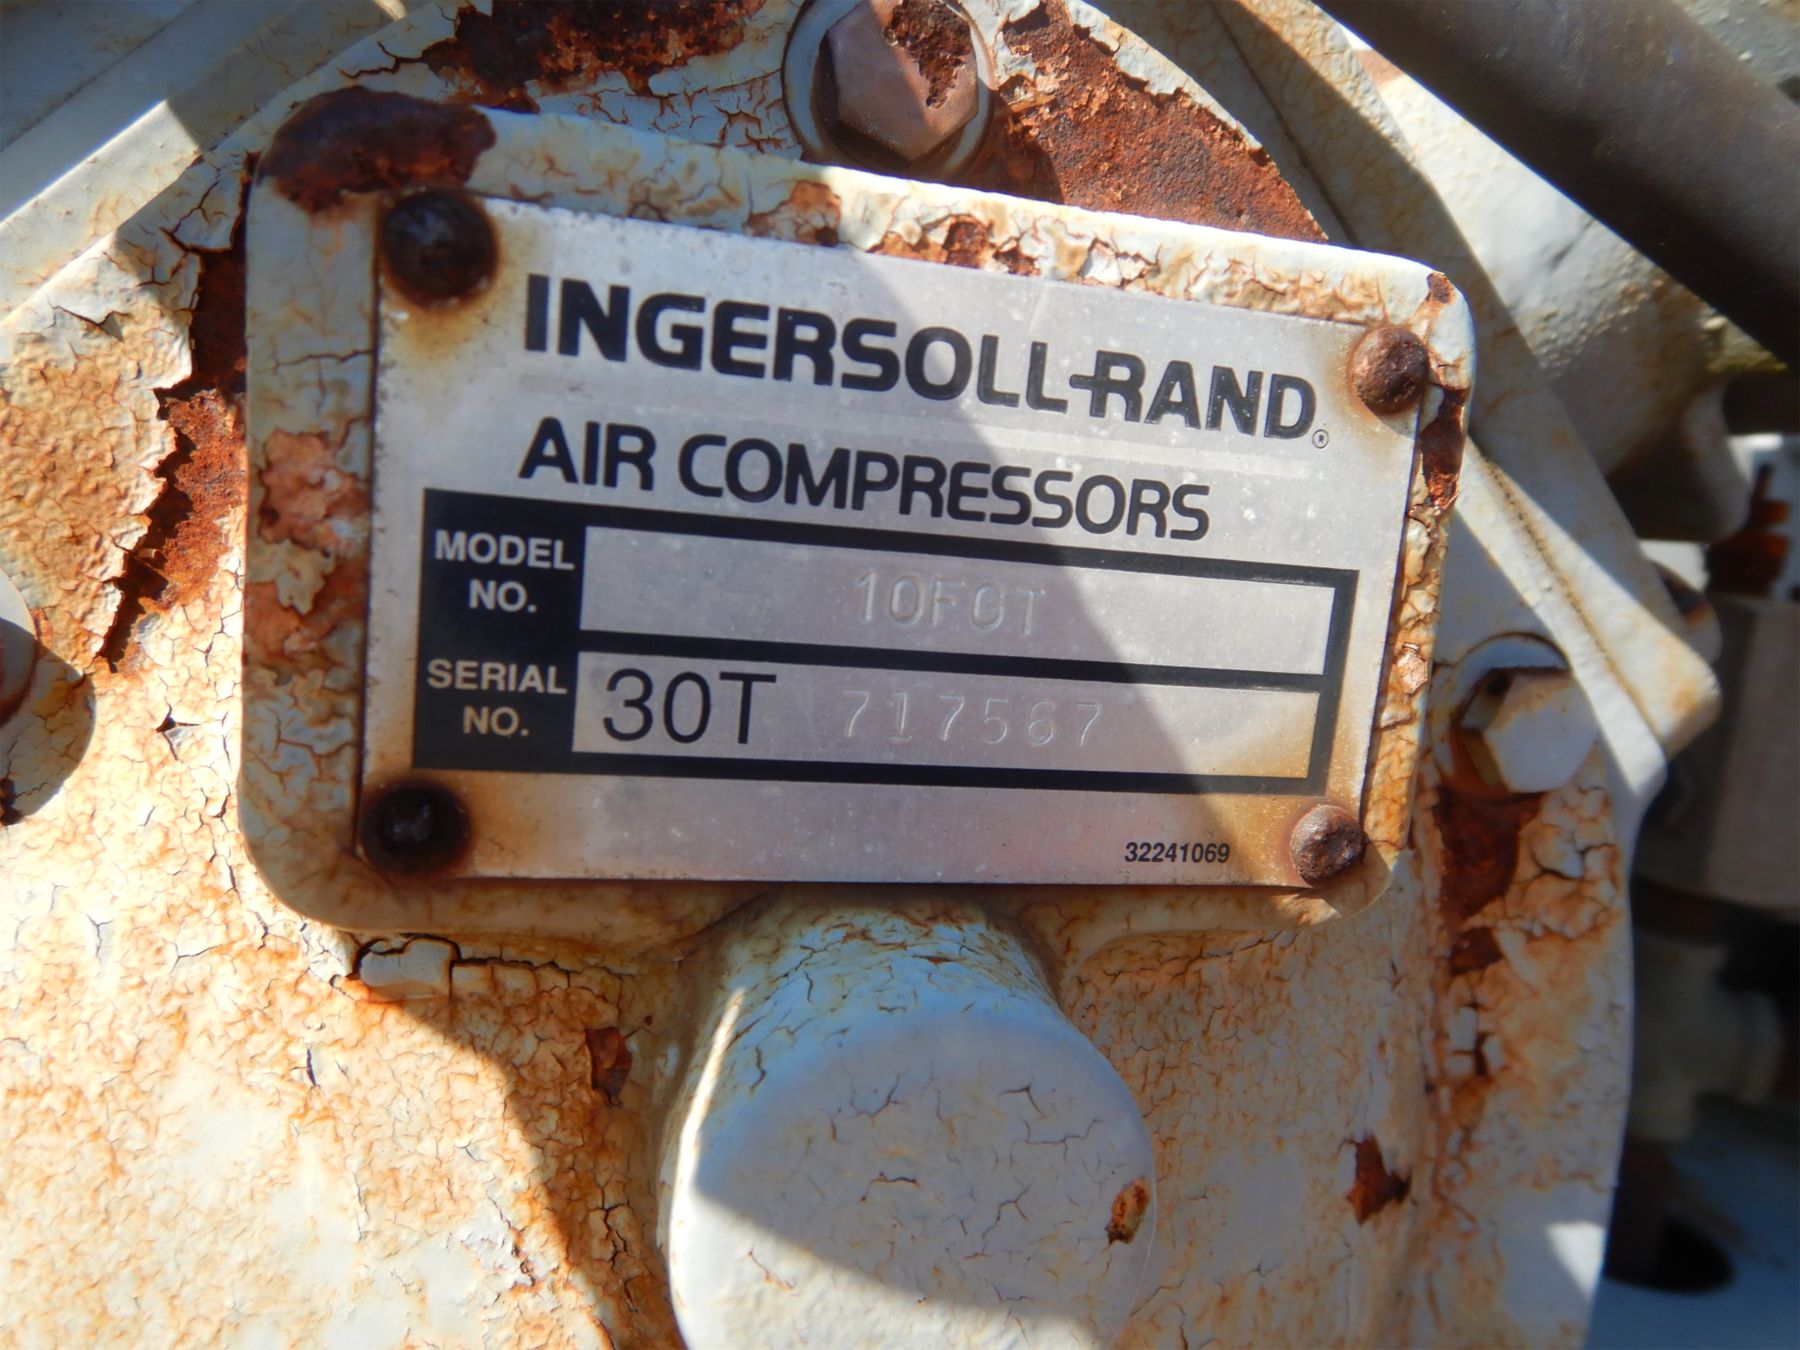 INGERSOLL-RAND®
AIR COMPRESSORS
MODEL NO. 10FGT
SERIAL NO. 30T 717567
32241069